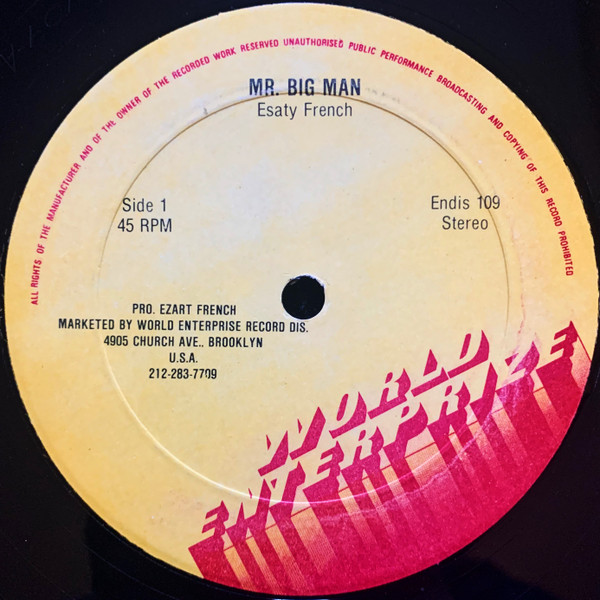 ALL RIGHTS OF THE MANUFACTURER AND OF THE OWNER OF THE RECORDED WORK RESERVED UNAUTHORISED PUBLIC PERFORMANCE BROADCASTING AND COPYING OF THIS RECORD PROHIBITED
MR. BIG MAN
Esaty French
Side 1
45 RPM
Endis 109
Stereo
PRO. EZART FRENCH
MARKETED BY WORLD ENTERPRISE RECORD DIS.
4905 CHURCH AVE., BROOKLYN
U.S.A.
212-283-7709
WORLD
ENTERPRIZE